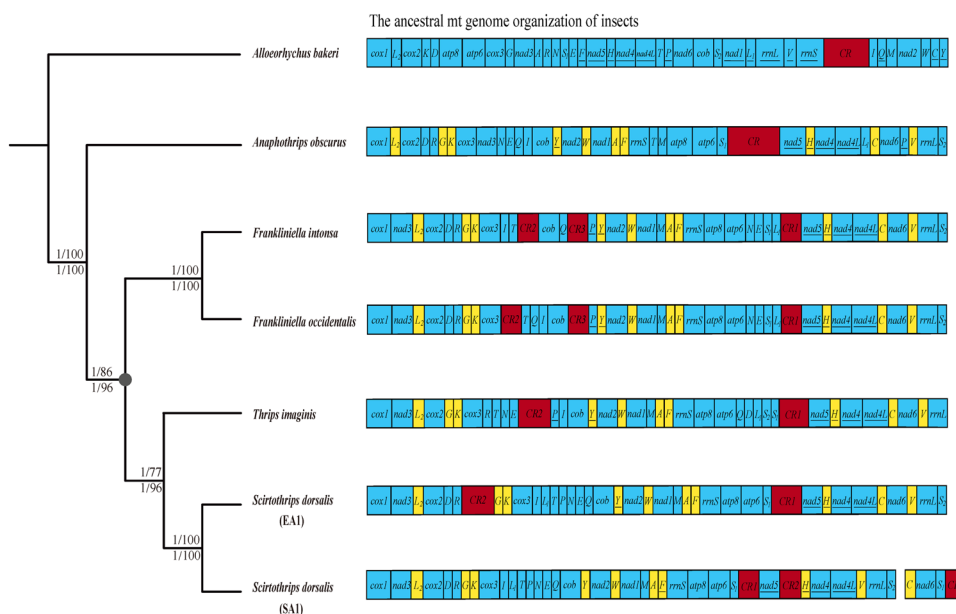 The ancestral mt genome organization of insects
Alloeorhychus bakeri
cox1 L2 cox2 K D atp8 atp6 cox3 G nad3 A R N S1 E F nad5 H nad4 nad4L T P nad6 cob S2 nad1 L1 rrnL V rrnS CR I Q M nad2 W C Y
Anaphothrips obscurus
cox1 L2 cox2 D R G K cox3 nad3 N E Q I cob Y nad2 W nad1 A F rrnS T M atp8 atp6 S1 CR nad5 H nad4 nad4L L1 C nad6 P V rrnL S2
Frankliniella intonsa
cox1 nad3 L2 cox2 D R G K cox3 I T CR2 cob Q CR3 P Y nad2 W nad1 M A F rrnS atp8 atp6 N E S1 L1 CR1 nad5 H nad4 nad4L C nad6 V rrnL S2
1/100
1/100
1/100
1/100
Frankliniella occidentalis
cox1 nad3 L2 cox2 D R G K cox3 CR2 T Q I cob CR3 P Y nad2 W nad1 M A F rrnS atp8 atp6 N E S1 L1 CR1 nad5 H nad4 nad4L C nad6 V rrnL S2
1/86
1/96
Thrips imaginis
cox1 nad3 L2 cox2 G K cox3 R T N E CR2 P I cob Y nad2 W nad1 M A F rrnS atp8 atp6 Q D L1 S2 S1 CR1 nad5 H nad4 nad4L C nad6 V rrnL
1/77
1/96
Scirtothrips dorsalis
(EA1)
cox1 nad3 L2 cox2 D R CR2 G K cox3 I L1 T P N E Q cob Y nad2 W nad1 M A F rrnS atp8 atp6 S1 CR1 nad5 H nad4 nad4L C nad6 V rrnL S2
1/100
1/100
Scirtothrips dorsalis
(SA1)
cox1 nad3 L2 cox2 D R G K cox3 I L1 T P N E Q cob Y nad2 W nad1 M A F rrnS atp8 atp6 S1 CR1 nad5 CR2 H nad4 nad4L V rrnL S2 C nad6